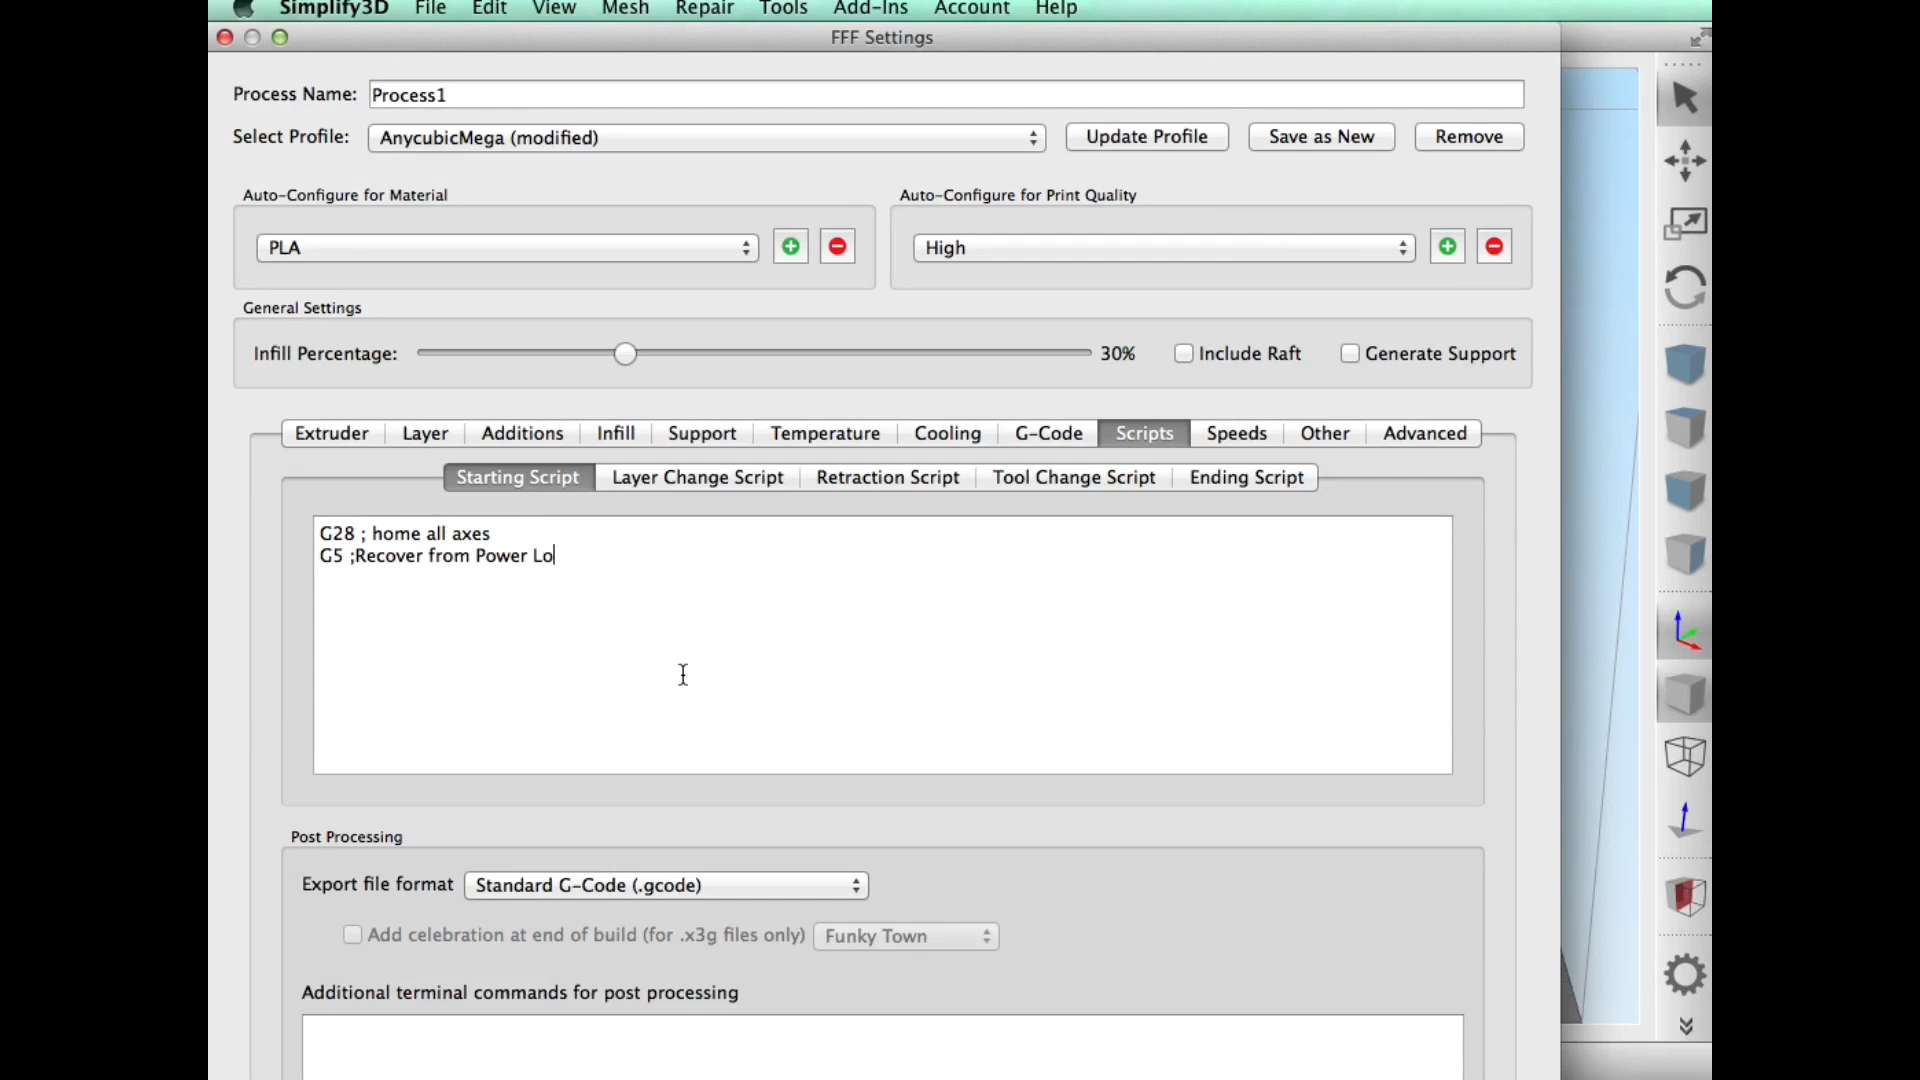 Simplify3D File Edit View Mesh Repair Tools Add-Ins Account Help
FFF Settings
Process Name: Process1
Select Profile: AnycubicMega (modified) Update Profile Save as New Remove
Auto-Configure for Material Auto-Configure for Print Quality
PLA High
General Settings
Infill Percentage: 30% Include Raft Generate Support
Extruder Layer Additions Infill Support Temperature Cooling G-Code Scripts Speeds Other Advanced
Starting Script Layer Change Script Retraction Script Tool Change Script Ending Script
G28 ; home all axes
G5 ;Recover from Power Lo
Post Processing
Export file format Standard G-Code (.gcode)
Add celebration at end of build (for .x3g files only) Funky Town
Additional terminal commands for post processing